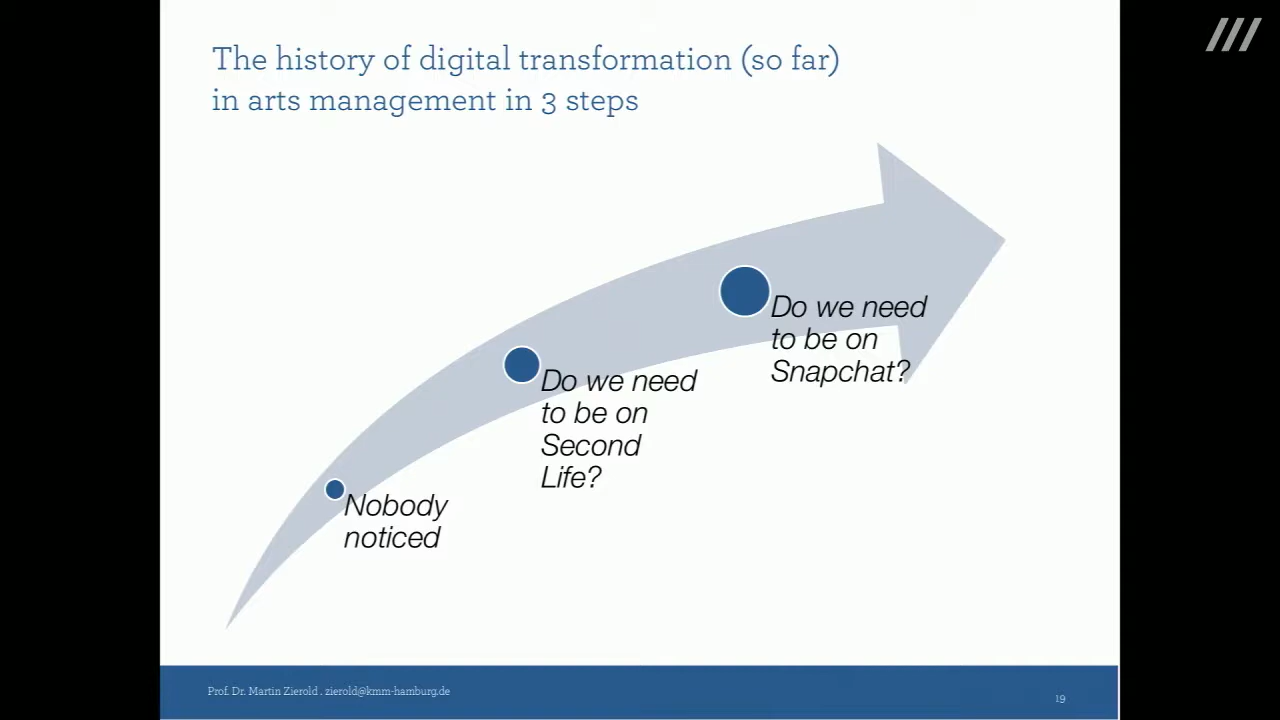 The history of digital transformation (so far)
in arts management in 3 steps
Nobody
noticed
Do we need
to be on
Second
Life?
Do we need
to be on
Snapchat?
Prof. Dr. Martin Zierold . zierold@kmm-hamburg.de
19